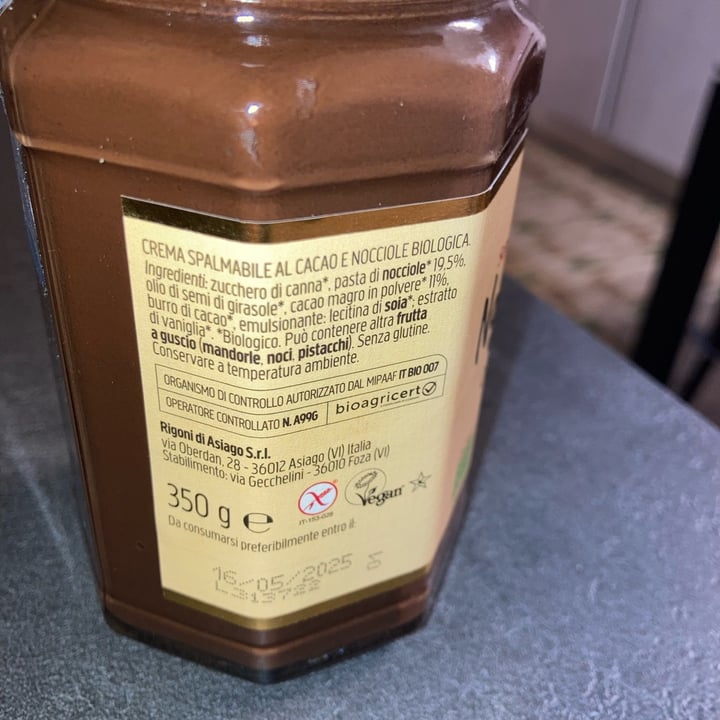 CREMA SPALMABILE AL CACAO E NOCCIOLE BIOLOGICA.
Ingredienti: zucchero di canna*, pasta di nocciole* 19,5%,
olio di semi di girasole*, cacao magro in polvere* 11%,
burro di cacao*, emulsionante: lecitina di soia*; estratto
di vaniglia*. *Biologico. Può contenere altra frutta
a guscio (mandorle, noci, pistacchi). Senza glutine.
Conservare a temperatura ambiente.
ORGANISMO DI CONTROLLO AUTORIZZATO DAL MIPAAF IT BIO 007
OPERATORE CONTROLLATO N. A99G
bioagricert
Rigoni di Asiago S.r.l.
via Oberdan, 28 - 36012 Asiago (VI) Italia
Stabilimento: via Gecchelini - 36010 Foza (VI)
350 g e
IT-153-028
Vegan
Da consumarsi preferibilmente entro il:
16/05/2025 S